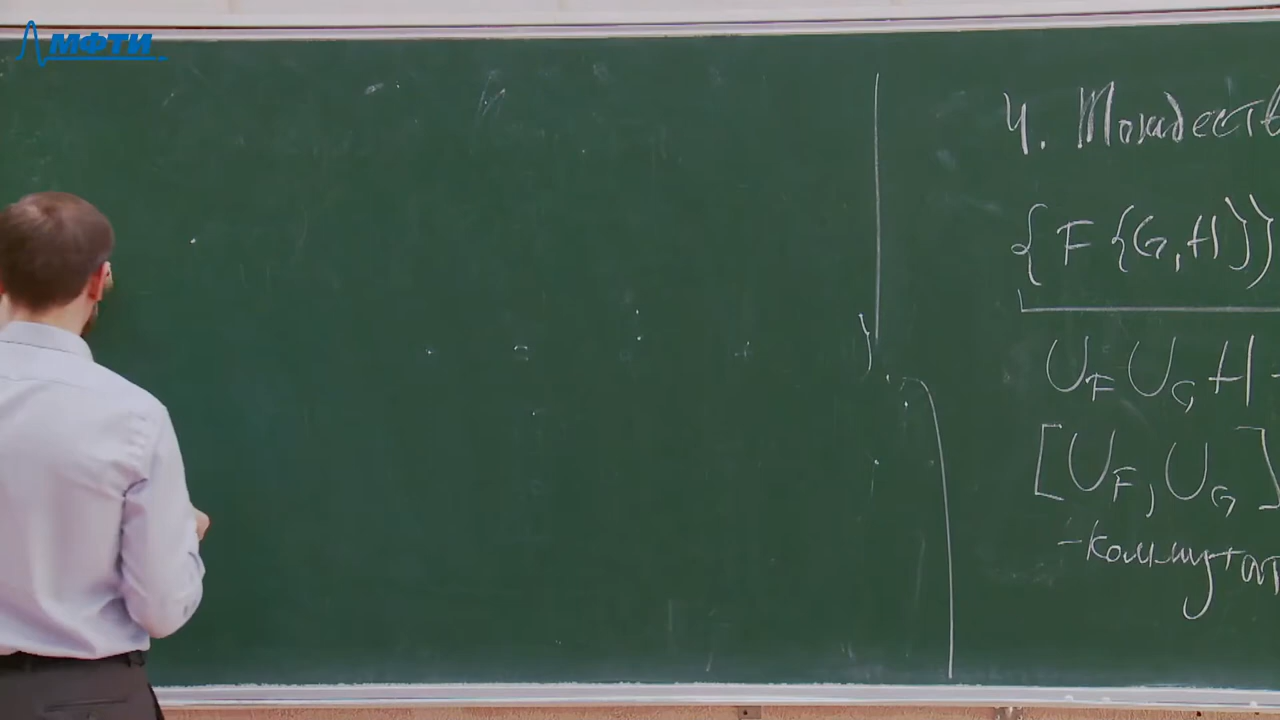 МФТИ
4. Тождеств
{F{G,H}}
U_F U_G H -
[U_F, U_G]
- коммутат